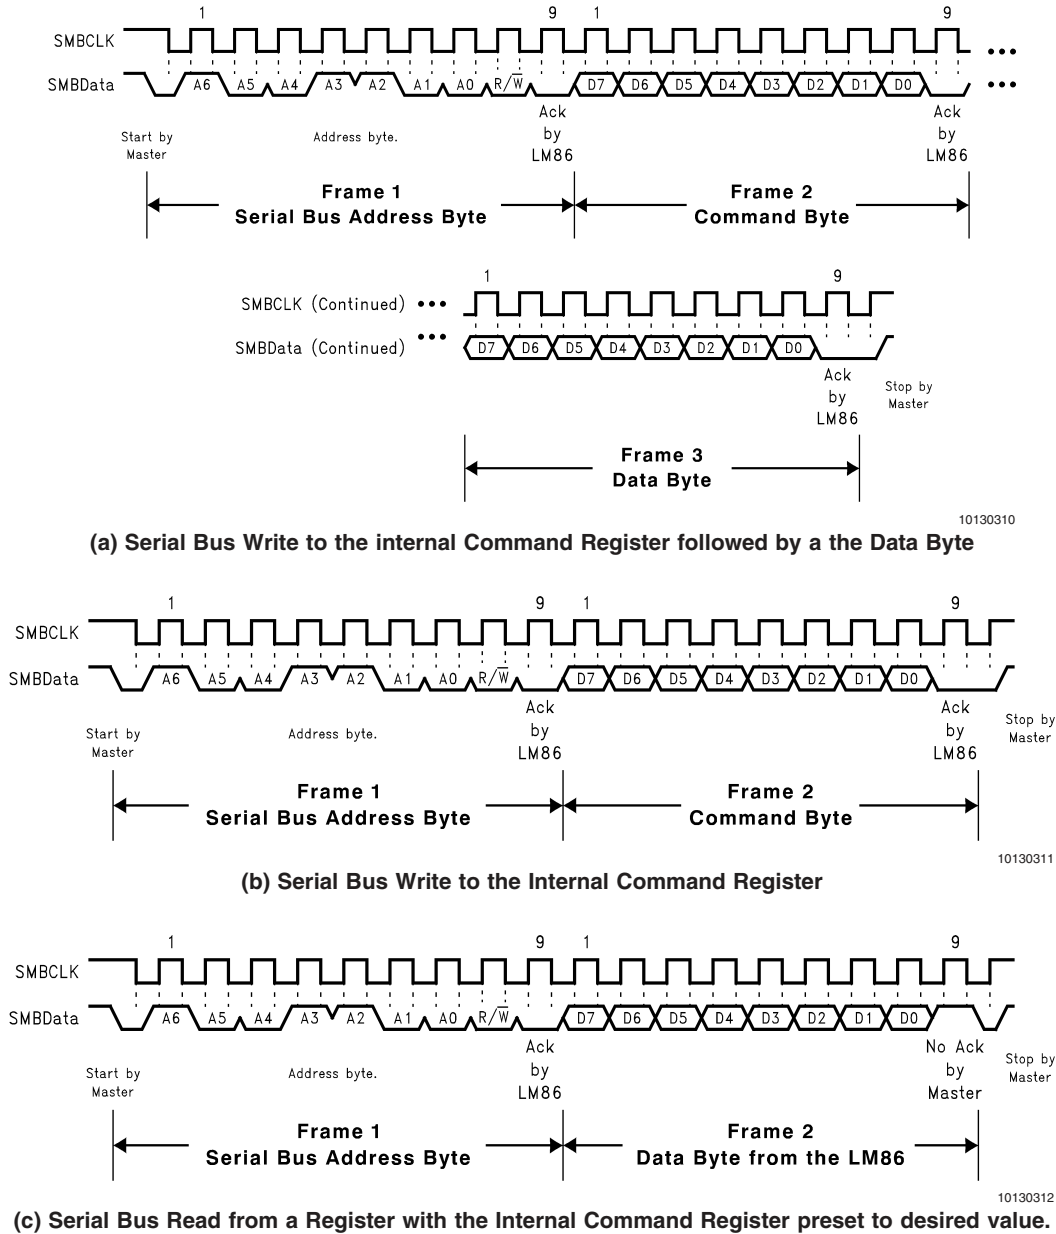 1 9 1 9
SMBCLK
SMBData A6 A5 A4 A3 A2 A1 A0 R/W̅ D7 D6 D5 D4 D3 D2 D1 D0
Start by
Master
Address byte.
Ack
by
LM86
Ack
by
LM86
Frame 1
Serial Bus Address Byte
Frame 2
Command Byte
1 9
SMBCLK (Continued)
SMBData (Continued) D7 D6 D5 D4 D3 D2 D1 D0
Ack
by
LM86
Stop by
Master
Frame 3
Data Byte
10130310
(a) Serial Bus Write to the internal Command Register followed by a the Data Byte
1 9 1 9
SMBCLK
SMBData A6 A5 A4 A3 A2 A1 A0 R/W̅ D7 D6 D5 D4 D3 D2 D1 D0
Start by
Master
Address byte.
Ack
by
LM86
Ack
by
LM86
Stop by
Master
Frame 1
Serial Bus Address Byte
Frame 2
Command Byte
10130311
(b) Serial Bus Write to the Internal Command Register
1 9 1 9
SMBCLK
SMBData A6 A5 A4 A3 A2 A1 A0 R/W̅ D7 D6 D5 D4 D3 D2 D1 D0
Start by
Master
Address byte.
Ack
by
LM86
No Ack
by
Master
Stop by
Master
Frame 1
Serial Bus Address Byte
Frame 2
Data Byte from the LM86
10130312
(c) Serial Bus Read from a Register with the Internal Command Register preset to desired value.